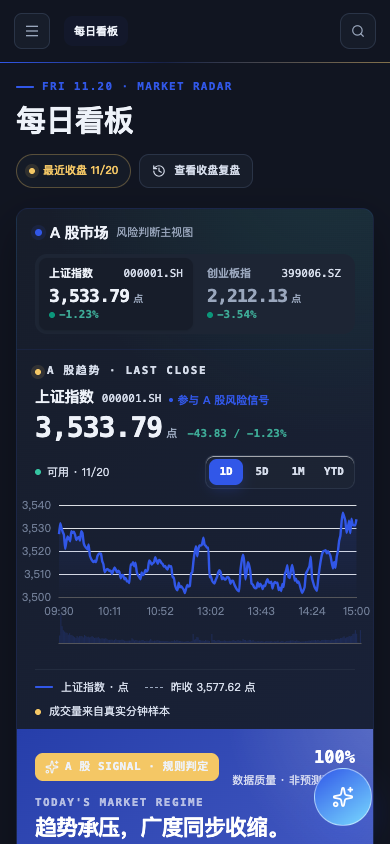 每日看板
FRI 11.20 · MARKET RADAR
每日看板
最近收盘 11/20
查看收盘复盘
A 股市场 风险判断主视图
上证指数 000001.SH
3,533.79 点
−1.23%
创业板指 399006.SZ
2,212.13 点
−3.54%
A 股趋势 · LAST CLOSE
上证指数 000001.SH • 参与 A 股风险信号
3,533.79 点 −43.83 / −1.23%
可用 · 11/20
1D 5D 1M YTD
3,540
3,530
3,520
3,510
3,500
09:30 10:11 10:52 13:02 13:43 14:24 15:00
上证指数 · 点 昨收 3,577.62 点
成交量来自真实分钟样本
A 股 SIGNAL · 规则判定
100%
数据质量 · 非预测
TODAY'S MARKET REGIME
趋势承压，广度同步收缩。